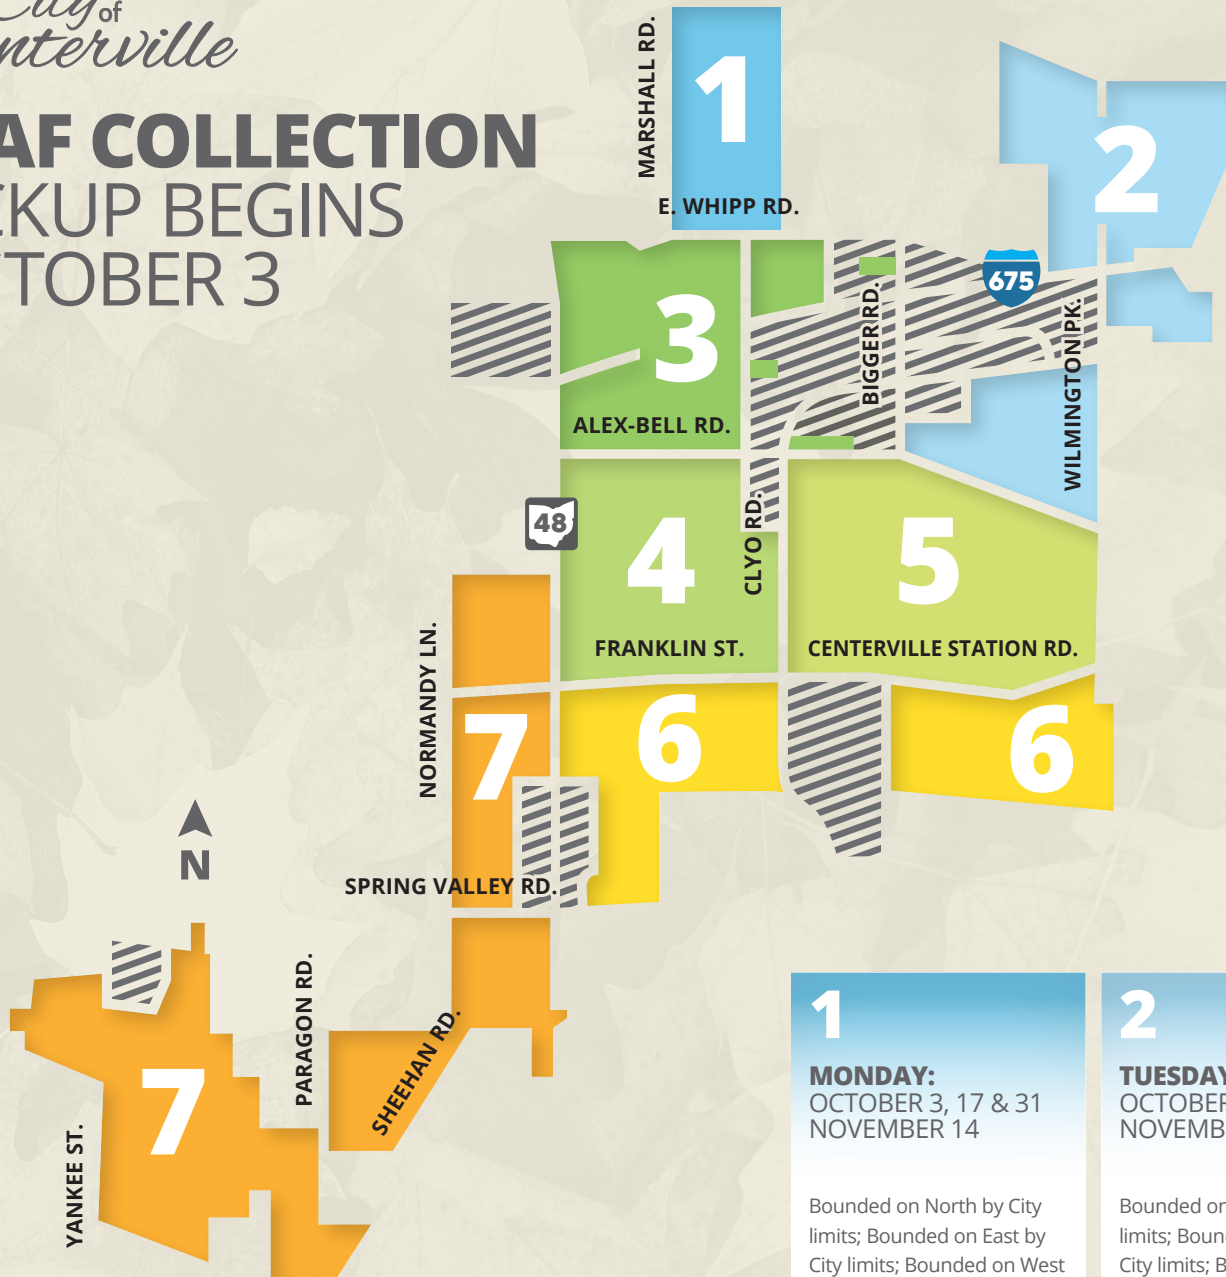 City of
nterville
AF COLLECTION
KUP BEGINS
TOBER 3
MARSHALL RD.
1
E. WHIPP RD.
2
675
3
BIGGER RD.
WILMINGTON PK.
ALEX-BELL RD.
48
4
CLYO RD.
5
FRANKLIN ST.
CENTERVILLE STATION RD.
NORMANDY LN.
7
6
6
N
SPRING VALLEY RD.
PARAGON RD.
SHEEHAN RD.
7
YANKEE ST.
1
MONDAY:
OCTOBER 3, 17 & 31
NOVEMBER 14
Bounded on North by City
limits; Bounded on East by
City limits; Bounded on West
2
TUESDAY
OCTOBER
NOVEMB
Bounded on
limits; Boun
City limits; B